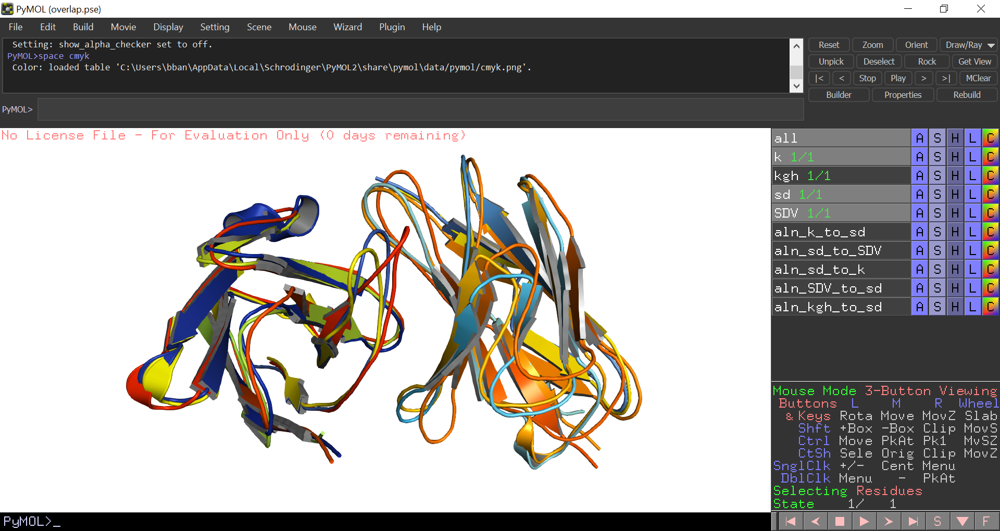 PyMOL (overlap.pse)
File Edit Build Movie Display Setting Scene Mouse Wizard Plugin Help
Setting: show_alpha_checker set to off.
PyMOL>space cmyk
Color: loaded table 'C:\Users\bban\AppData\Local\Schrodinger\PyMOL2\share\pymol\data/pymol/cmyk.png'.
PyMOL>
Reset Zoom Orient Draw/Ray
Unpick Deselect Rock Get View
|< < Stop Play > >| MClear
Builder Properties Rebuild
No License File - For Evaluation Only (0 days remaining)
all A S H L C
k 1/1 A S H L C
kgh 1/1 A S H L C
sd 1/1 A S H L C
SDV 1/1 A S H L C
aln_k_to_sd A S H L C
aln_sd_to_SDV A S H L C
aln_sd_to_k A S H L C
aln_SDV_to_sd A S H L C
aln_kgh_to_sd A S H L C
Mouse Mode 3-Button Viewing
Buttons L M R Wheel
& Keys Rota Move MovZ Slab
Shft +Box -Box Clip MovS
Ctrl Move PkAt Pk1 MvSZ
CtSh Sele Orig Clip MovZ
SnglClk +/- Cent Menu
DblClk Menu - PkAt
Selecting Residues
State 1/ 1
PyMOL>_
S F